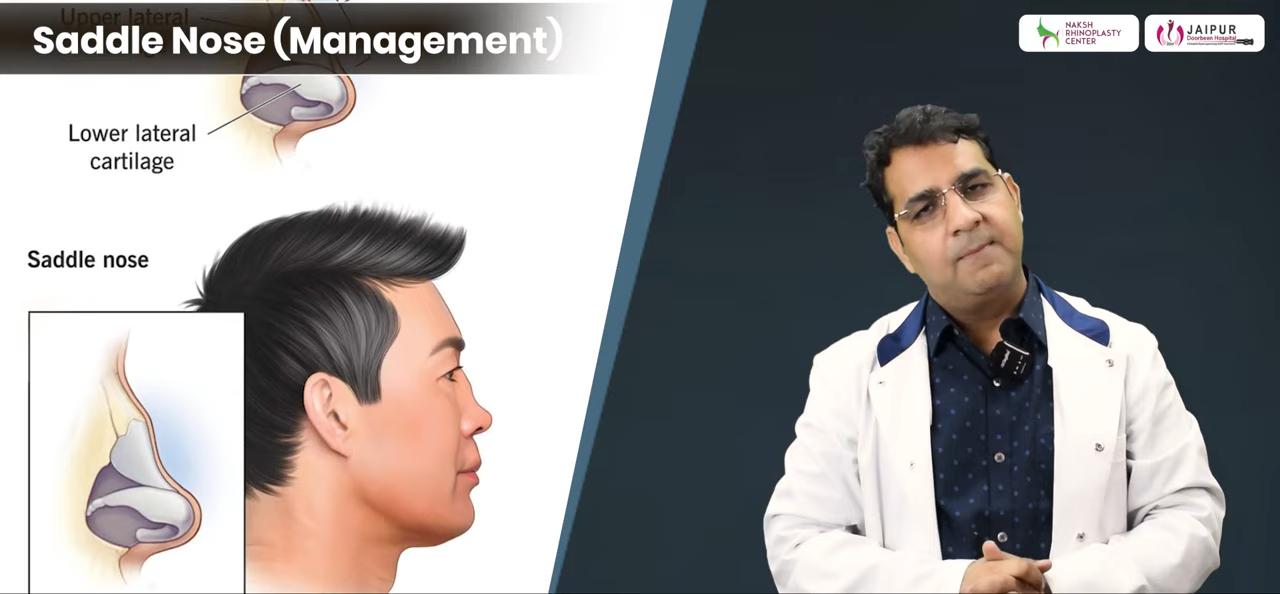 Upper lateral
Saddle Nose (Management)
Lower lateral
cartilage
Saddle nose
NAKSH
RHINOPLASTY
CENTER
JAIPUR
Doorbeen Hospital